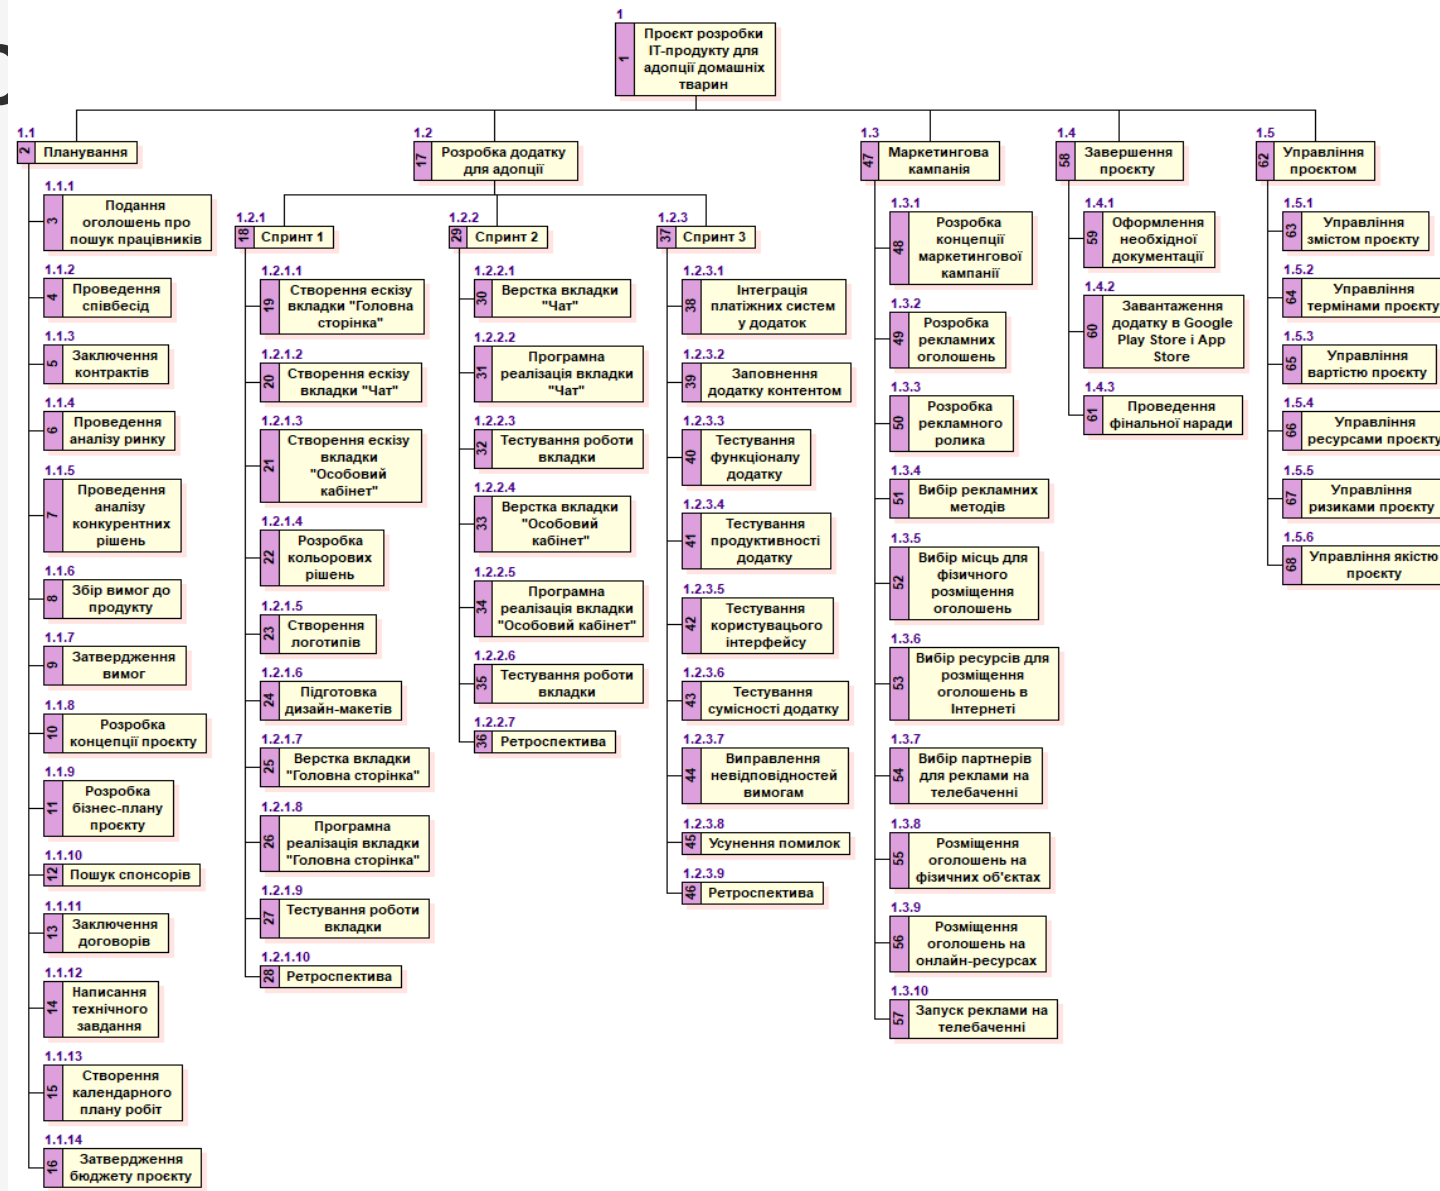 1
1
Проєкт розробки
ІТ-продукту для
адопції домашніх
тварин
1.1
2
Планування
1.1.1
3
Подання
оголошень про
пошук працівників
1.1.2
4
Проведення
співбесід
1.1.3
5
Заключення
контрактів
1.1.4
6
Проведення
аналізу ринку
1.1.5
7
Проведення
аналізу
конкурентних
рішень
1.1.6
8
Збір вимог до
продукту
1.1.7
9
Затвердження
вимог
1.1.8
10
Розробка
концепції проєкту
1.1.9
11
Розробка
бізнес-плану
проєкту
1.1.10
12
Пошук спонсорів
1.1.11
13
Заключення
договорів
1.1.12
14
Написання
технічного
завдання
1.1.13
15
Створення
календарного
плану робіт
1.1.14
16
Затвердження
бюджету проєкту
1.2
17
Розробка додатку
для адопції
1.2.1
18
Спринт 1
1.2.1.1
19
Створення ескізу
вкладки "Головна
сторінка"
1.2.1.2
20
Створення ескізу
вкладки "Чат"
1.2.1.3
21
Створення ескізу
вкладки
"Особовий
кабінет"
1.2.1.4
22
Розробка
кольорових
рішень
1.2.1.5
23
Створення
логотипів
1.2.1.6
24
Підготовка
дизайн-макетів
1.2.1.7
25
Верстка вкладки
"Головна сторінка"
1.2.1.8
26
Програмна
реалізація вкладки
"Головна сторінка"
1.2.1.9
27
Тестування роботи
вкладки
1.2.1.10
28
Ретроспектива
1.2.2
29
Спринт 2
1.2.2.1
30
Верстка вкладки
"Чат"
1.2.2.2
31
Програмна
реалізація вкладки
"Чат"
1.2.2.3
32
Тестування роботи
вкладки
1.2.2.4
33
Верстка вкладки
"Особовий
кабінет"
1.2.2.5
34
Програмна
реалізація вкладки
"Особовий кабінет"
1.2.2.6
35
Тестування роботи
вкладки
1.2.2.7
36
Ретроспектива
1.2.3
37
Спринт 3
1.2.3.1
38
Інтеграція
платіжних систем
у додаток
1.2.3.2
39
Заповнення
додатку контентом
1.2.3.3
40
Тестування
функціоналу
додатку
1.2.3.4
41
Тестування
продуктивності
додатку
1.2.3.5
42
Тестування
користувацього
інтерфейсу
1.2.3.6
43
Тестування
сумісності додатку
1.2.3.7
44
Виправлення
невідповідностей
вимогам
1.2.3.8
45
Усунення помилок
1.2.3.9
46
Ретроспектива
1.3
47
Маркетингова
кампанія
1.3.1
48
Розробка
концепції
маркетингової
кампанії
1.3.2
49
Розробка
рекламних
оголошень
1.3.3
50
Розробка
рекламного
ролика
1.3.4
51
Вибір рекламних
методів
1.3.5
52
Вибір місць для
фізичного
розміщення
оголошень
1.3.6
53
Вибір ресурсів для
розміщення
оголошень в
Інтернеті
1.3.7
54
Вибір партнерів
для реклами на
телебаченні
1.3.8
55
Розміщення
оголошень на
фізичних об'єктах
1.3.9
56
Розміщення
оголошень на
онлайн-ресурсах
1.3.10
57
Запуск реклами на
телебаченні
1.4
58
Завершення
проєкту
1.4.1
59
Оформлення
необхідної
документації
1.4.2
60
Завантаження
додатку в Google
Play Store і App
Store
1.4.3
61
Проведення
фінальної наради
1.5
62
Управління
проєктом
1.5.1
63
Управління
змістом проєкту
1.5.2
64
Управління
термінами проєкту
1.5.3
65
Управління
вартістю проєкту
1.5.4
66
Управління
ресурсами проєкту
1.5.5
67
Управління
ризиками проєкту
1.5.6
68
Управління якістю
проєкту